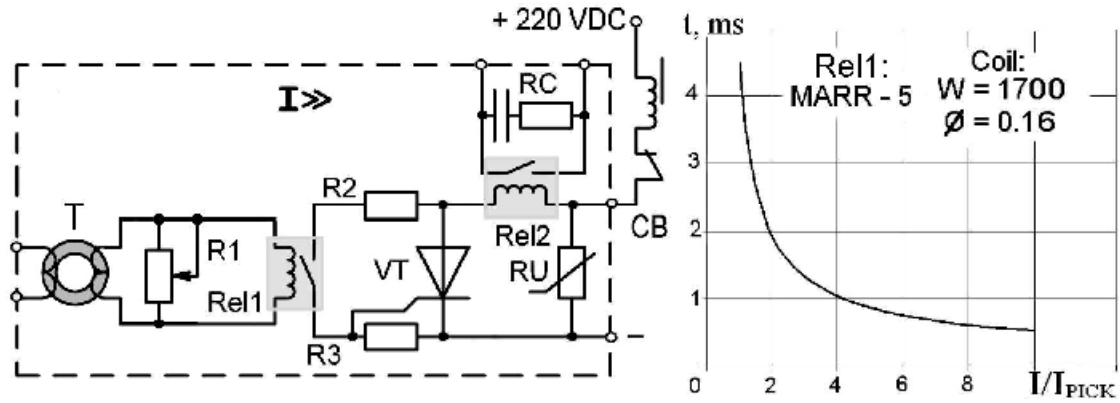 + 220 VDC
I>>
RC
T
R1
Rel1
R2
R3
VT
Rel2
RU
CB
−
t, ms
Rel1:
MARR - 5
Coil:
W = 1700
Ø = 0.16
4
3
2
1
0
2
4
6
8
I/I_PICK